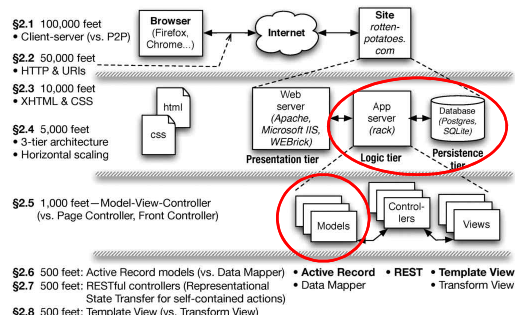 §2.1 100,000 feet
• Client-server (vs. P2P)
§2.2 50,000 feet
• HTTP & URIs
§2.3 10,000 feet
• XHTML & CSS
§2.4 5,000 feet
• 3-tier architecture
• Horizontal scaling
Browser
(Firefox,
Chrome...)
Internet
Site
rotten-
potatoes.
com
html
css
Web
server
(Apache,
Microsoft IIS,
WEBrick)
Presentation tier
App
server
(rack)
Logic tier
Database
(Postgres,
SQLite)
Persistence
tier
§2.5 1,000 feet—Model-View-Controller
(vs. Page Controller, Front Controller)
Models
Control-
lers
Views
§2.6 500 feet: Active Record models (vs. Data Mapper)
§2.7 500 feet: RESTful controllers (Representational
State Transfer for self-contained actions)
§2.8 500 feet: Template View (vs. Transform View)
• Active Record • REST • Template View
• Data Mapper • Transform View